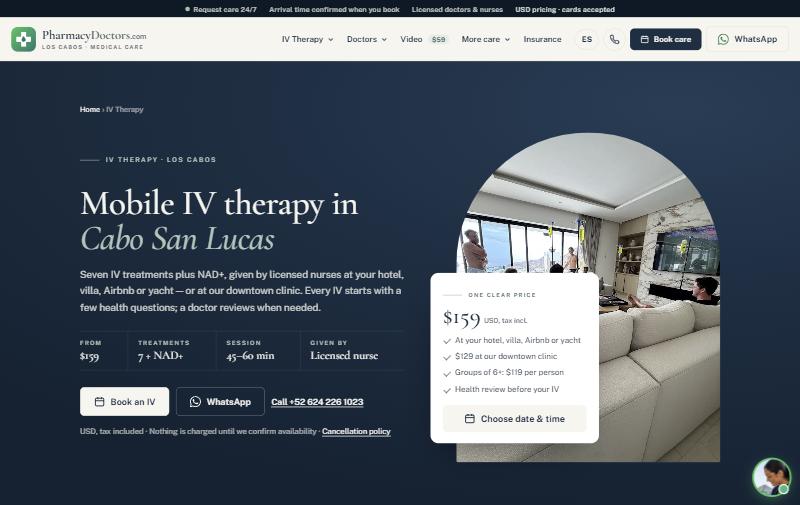 Request care 24/7 Arrival time confirmed when you book Licensed doctors & nurses USD pricing · cards accepted
PharmacyDoctors.com
LOS CABOS · MEDICAL CARE
IV Therapy Doctors Video $59 More care Insurance ES Book care WhatsApp
Home › IV Therapy
IV THERAPY · LOS CABOS
Mobile IV therapy in
Cabo San Lucas
Seven IV treatments plus NAD+, given by licensed nurses at your hotel,
villa, Airbnb or yacht — or at our downtown clinic. Every IV starts with a
few health questions; a doctor reviews when needed.
FROM TREATMENTS SESSION GIVEN BY
$159 7 + NAD+ 45–60 min Licensed nurse
Book an IV WhatsApp Call +52 624 226 1023
USD, tax included · Nothing is charged until we confirm availability · Cancellation policy
ONE CLEAR PRICE
$159 USD, tax incl.
At your hotel, villa, Airbnb or yacht
$129 at our downtown clinic
Groups of 6+: $119 per person
Health review before your IV
Choose date & time